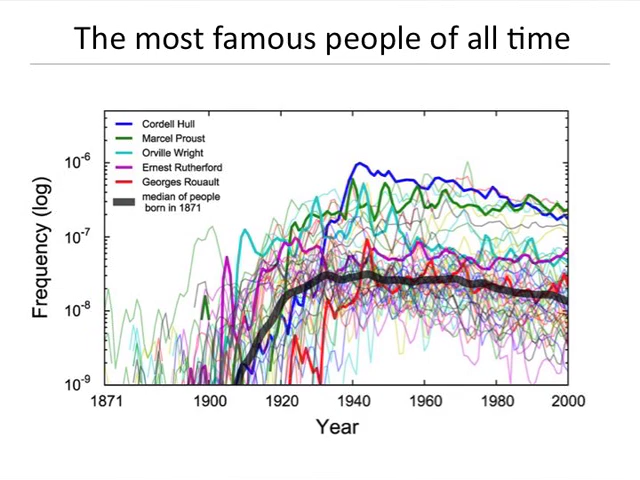 The most famous people of all time
Cordell Hull
Marcel Proust
Orville Wright
Ernest Rutherford
Georges Rouault
median of people
born in 1871
Frequency (log)
10⁻⁶
10⁻⁷
10⁻⁸
10⁻⁹
1871 1900 1920 1940 1960 1980 2000
Year